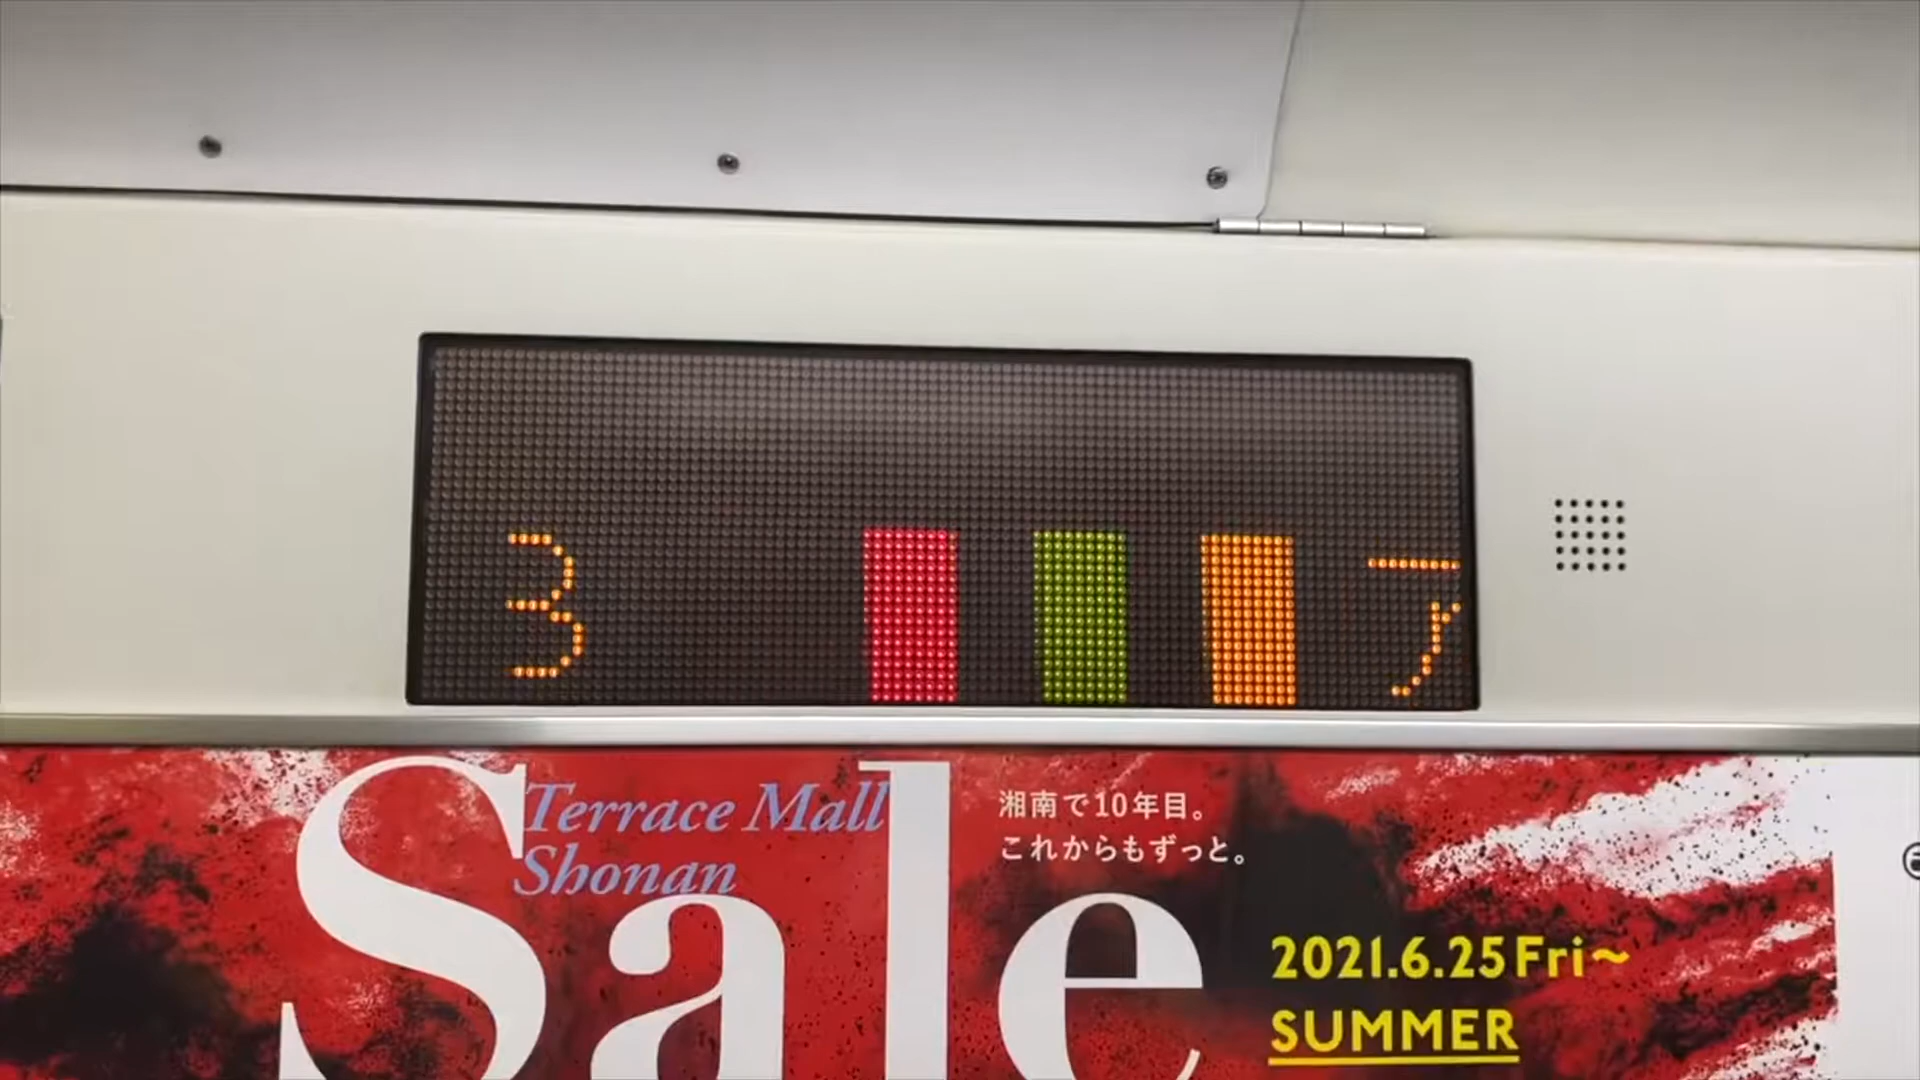 3
Sale
Terrace Mall
Shonan
湘南で10年目。
これからもずっと。
2021.6.25Fri~
SUMMER